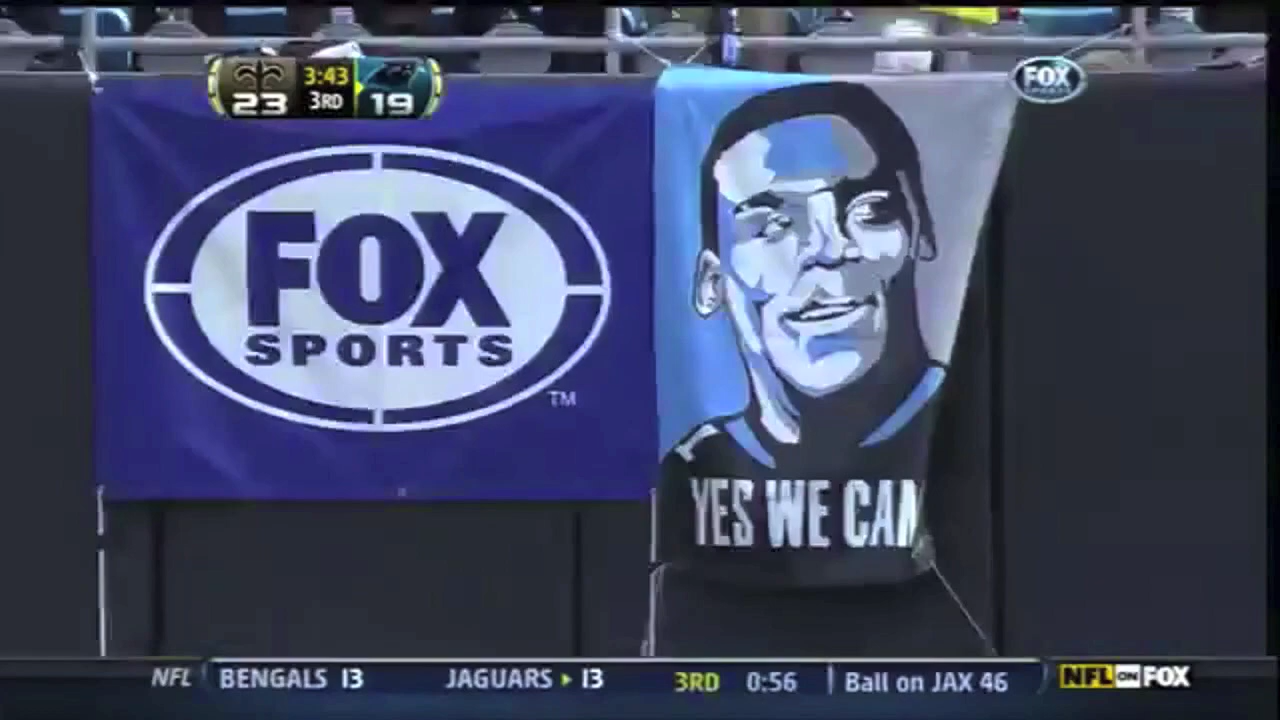 3:43
23 3RD 19
FOX
SPORTS
FOX
SPORTS
TM
YES WE CAN
NFL BENGALS 13 JAGUARS 13 3RD 0:56 Ball on JAX 46 NFL ON FOX